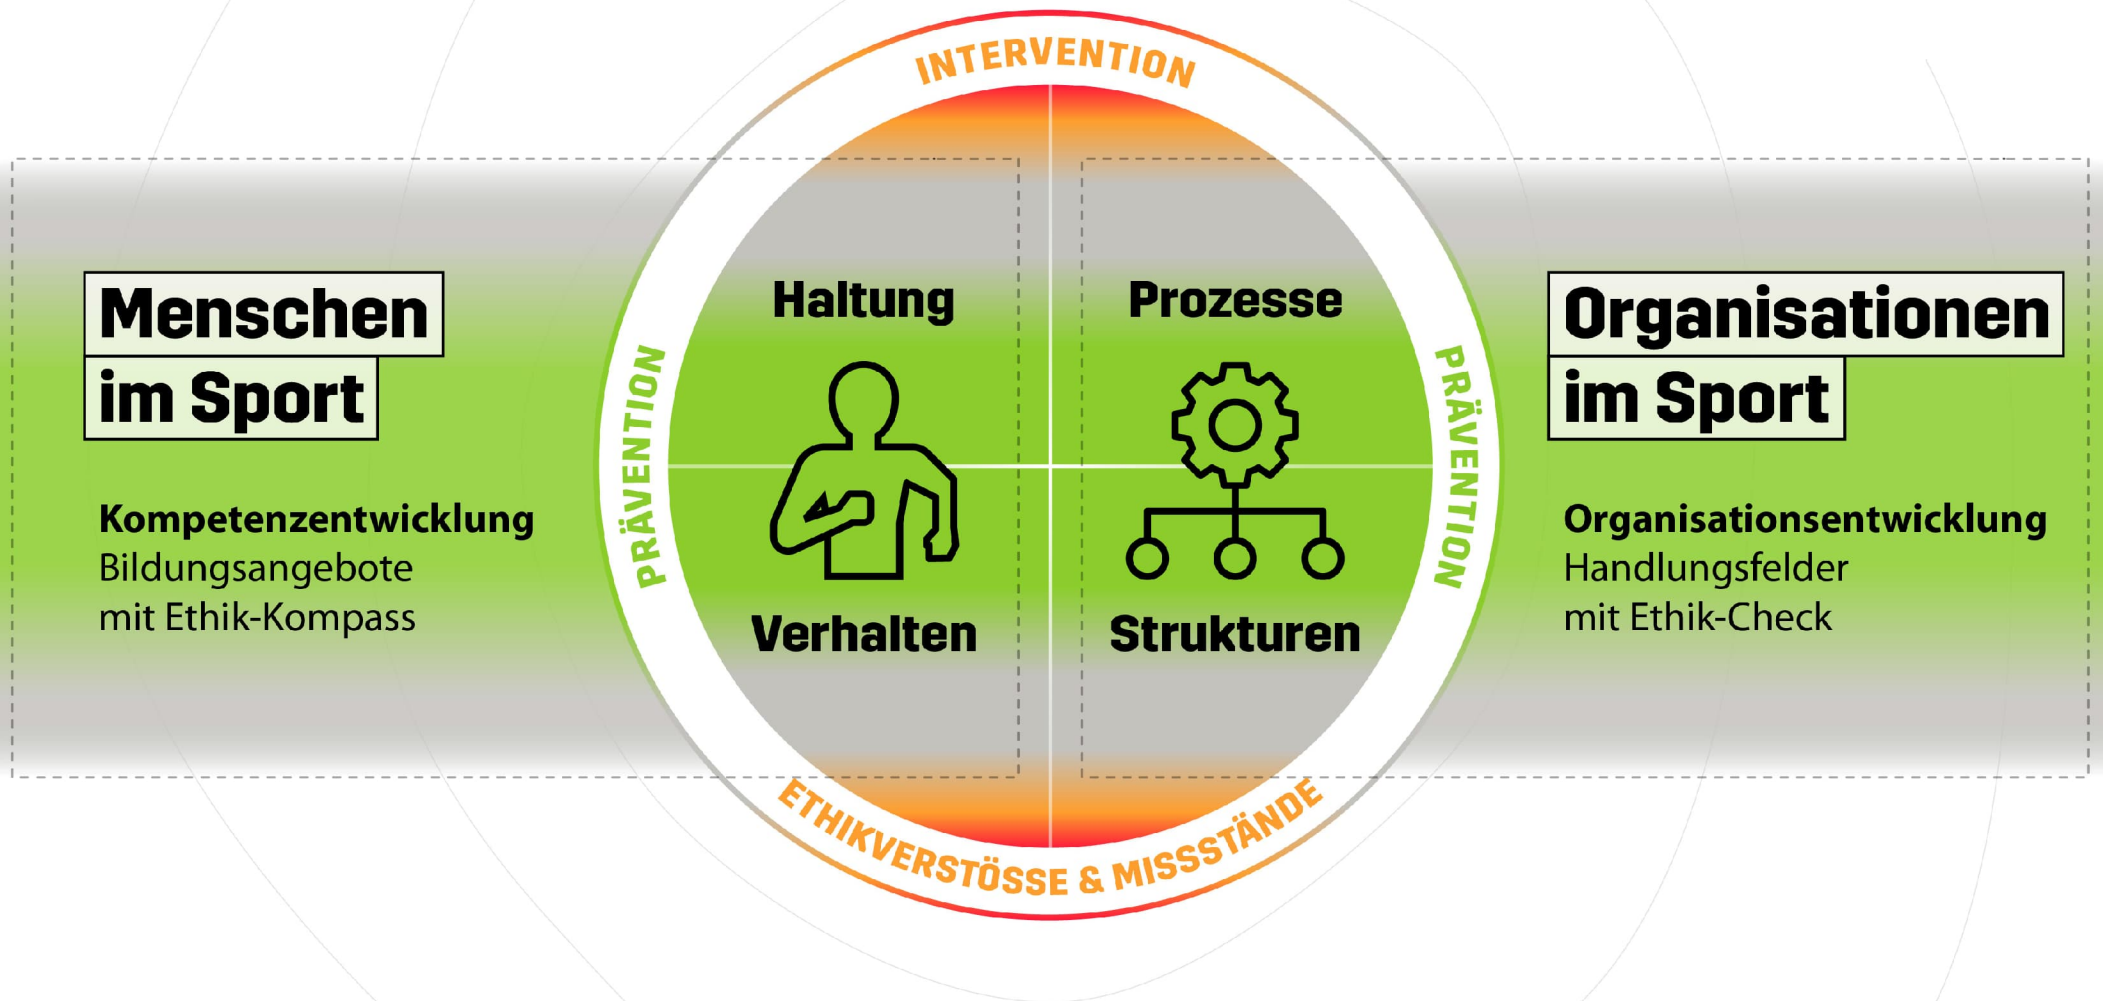 INTERVENTION
Menschen
im Sport
Kompetenzentwicklung
Bildungsangebote
mit Ethik-Kompass
PRÄVENTION
Haltung
Verhalten
Prozesse
Strukturen
PRÄVENTION
Organisationen
im Sport
Organisationsentwicklung
Handlungsfelder
mit Ethik-Check
ETHIKVERSTÖSSE & MISSSTÄNDE